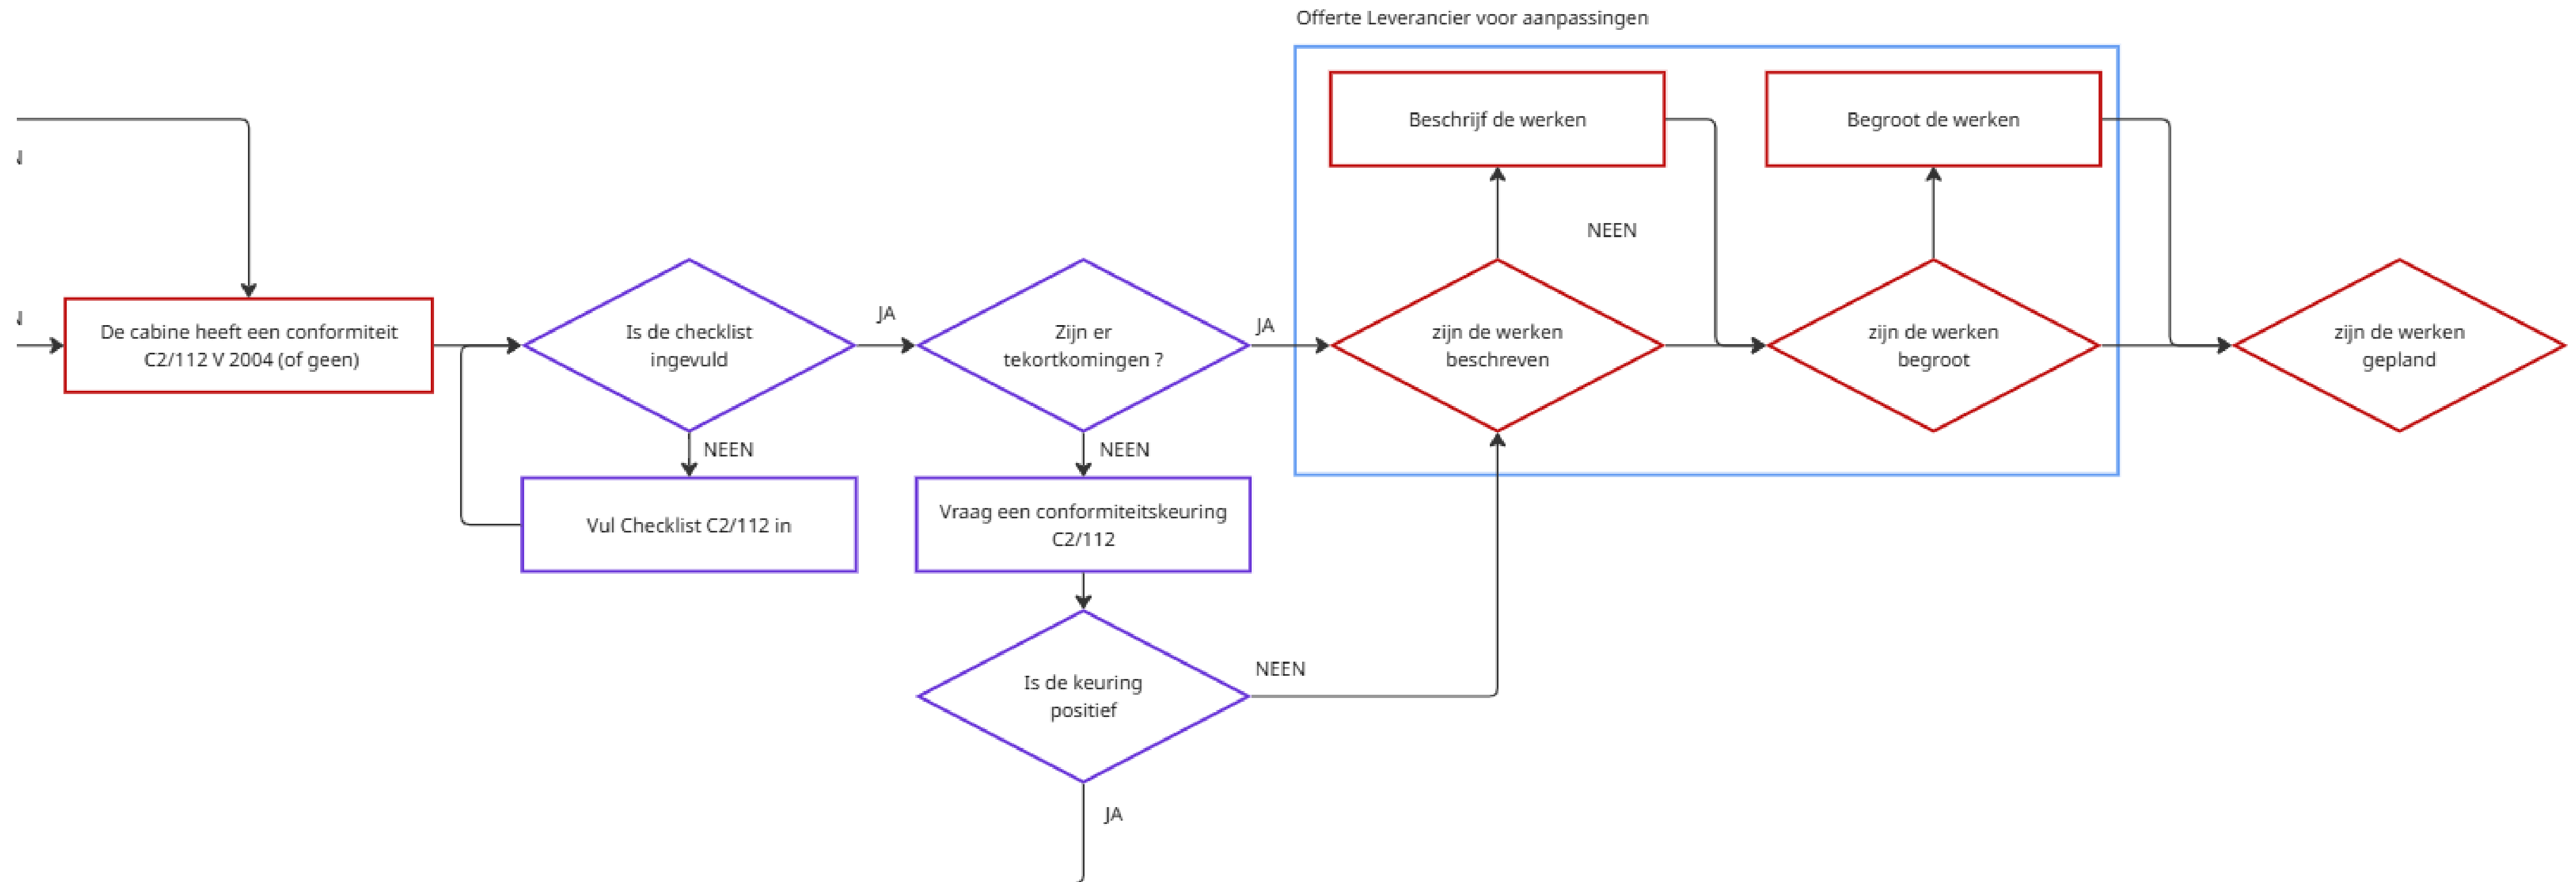 Offerte Leverancier voor aanpassingen
Beschrijf de werken
Begroot de werken
NEEN
De cabine heeft een conformiteit
C2/112 V 2004 (of geen)
Is de checklist
ingevuld
JA
Zijn er
tekortkomingen ?
JA
zijn de werken
beschreven
zijn de werken
begroot
zijn de werken
gepland
NEEN
NEEN
Vul Checklist C2/112 in
Vraag een conformiteitskeuring
C2/112
Is de keuring
positief
NEEN
JA